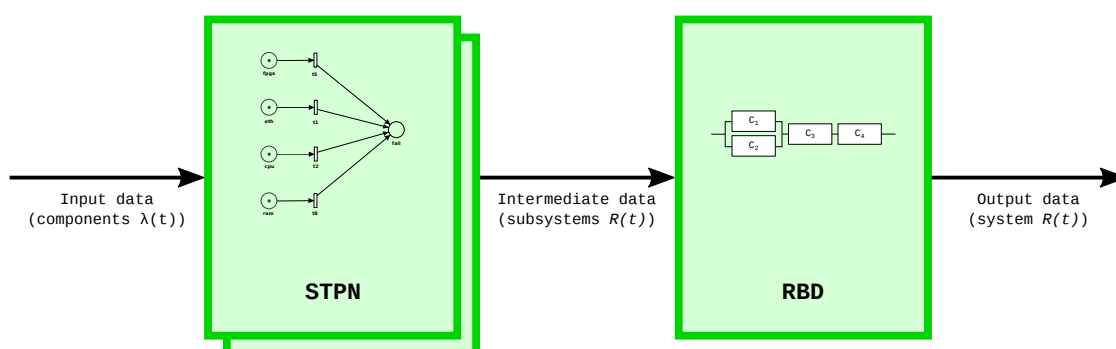 fpga
t5
eth
t1
cpu
t2
ram
t8
fail
STPN
Input data
(components λ(t))
Intermediate data
(subsystems R(t))
C1
C2
C3
C4
RBD
Output data
(system R(t))